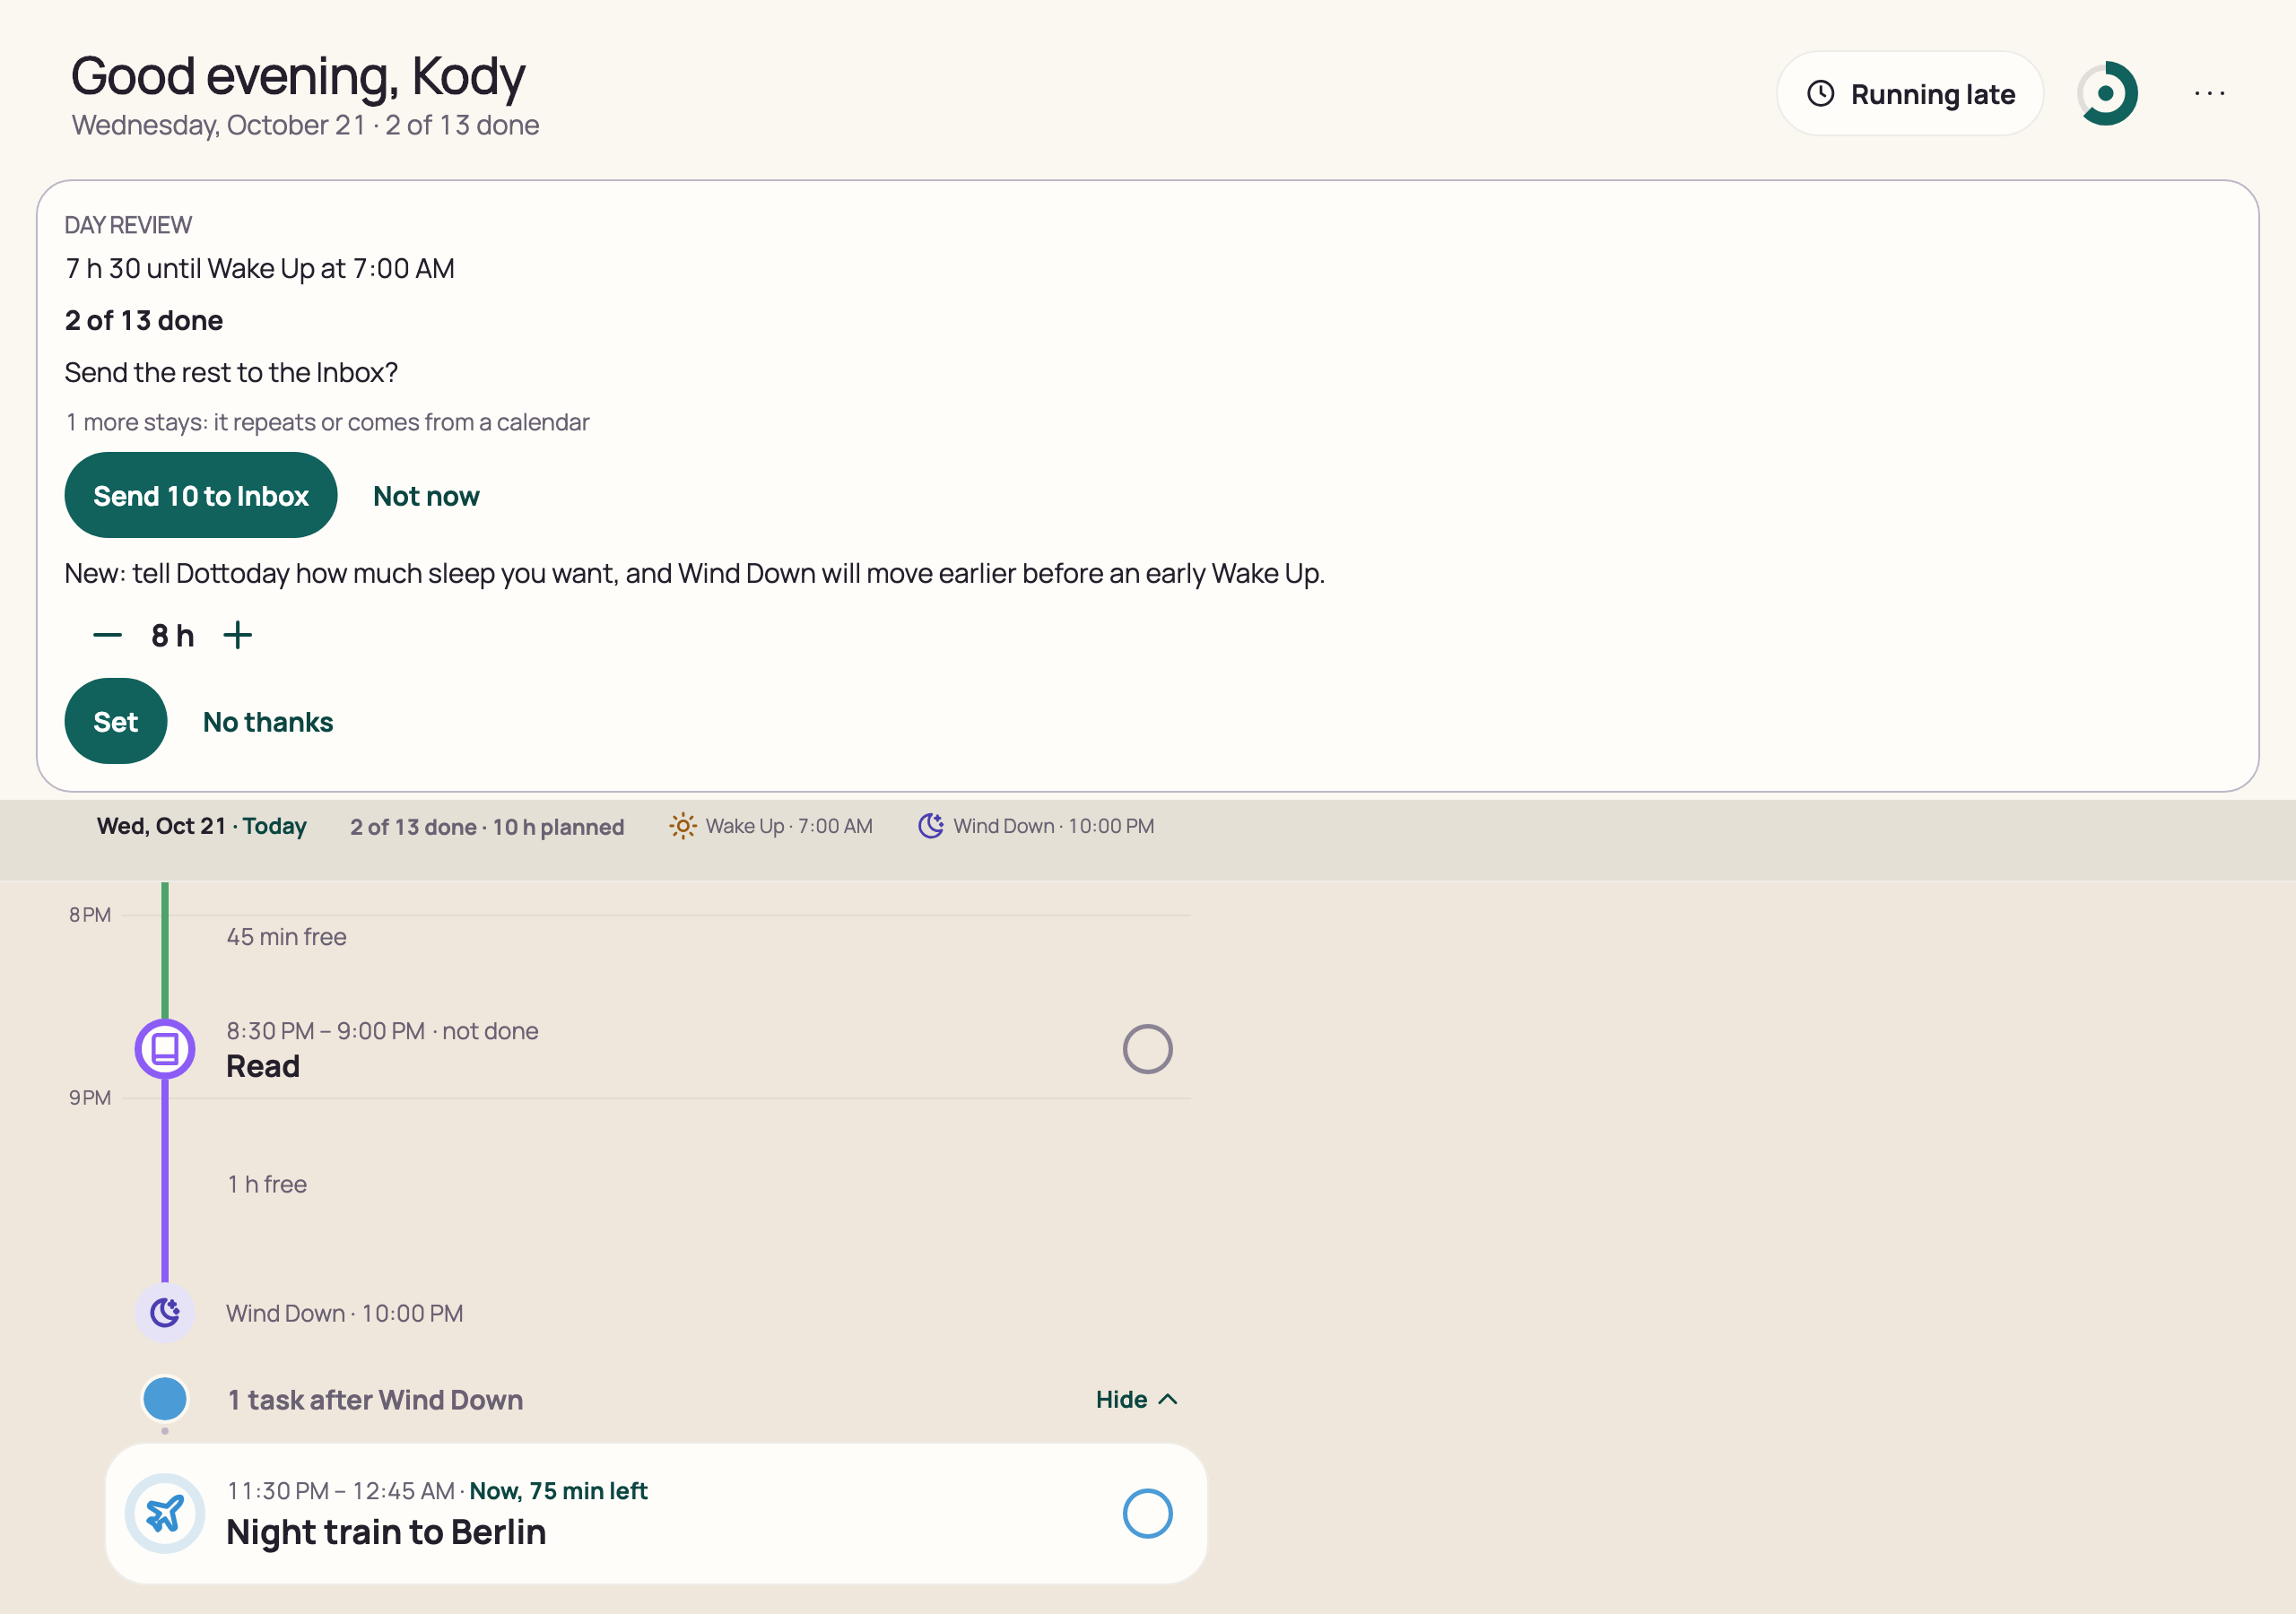 Good evening, Kody
Wednesday, October 21 · 2 of 13 done
Running late
···
DAY REVIEW
7 h 30 until Wake Up at 7:00 AM
2 of 13 done
Send the rest to the Inbox?
1 more stays: it repeats or comes from a calendar
Send 10 to Inbox
Not now
New: tell Dottoday how much sleep you want, and Wind Down will move earlier before an early Wake Up.
— 8 h +
Set
No thanks
Wed, Oct 21 · Today
2 of 13 done · 10 h planned
Wake Up · 7:00 AM
Wind Down · 10:00 PM
8 PM
45 min free
8:30 PM – 9:00 PM · not done
Read
9 PM
1 h free
Wind Down · 10:00 PM
1 task after Wind Down
Hide
11:30 PM – 12:45 AM · Now, 75 min left
Night train to Berlin